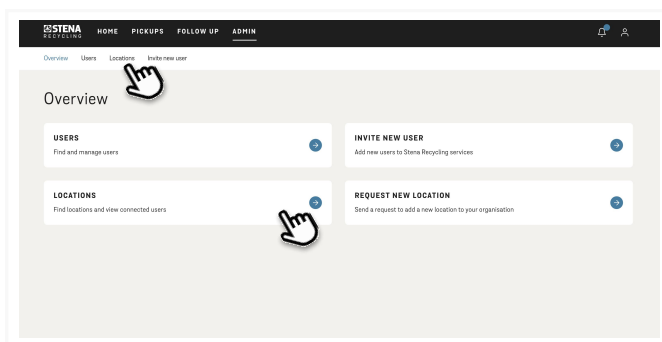 STENA
RECYCLING
HOME PICKUPS FOLLOW UP ADMIN
Overview Users Locations Invite new user
Overview
USERS
Find and manage users
INVITE NEW USER
Add new users to Stena Recycling services
LOCATIONS
Find locations and view connected users
REQUEST NEW LOCATION
Send a request to add a new location to your organisation